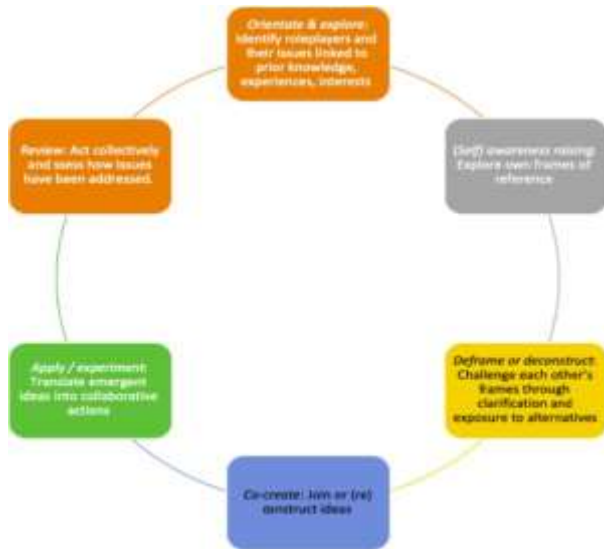 Orientate & explore:
Identify roleplayers and
their issues linked to
prior knowledge,
experiences, interests
(Self) awareness raising:
Explore own frames of
reference
Deframe or deconstruct:
Challenge each other's
frames through
clarification and
exposure to alternatives
Co-create: Join or (re)
construct ideas
Apply / experiment:
Translate emergent
ideas into collaborative
actions
Review: Act collectively
and ssess how issues
have been addressed.